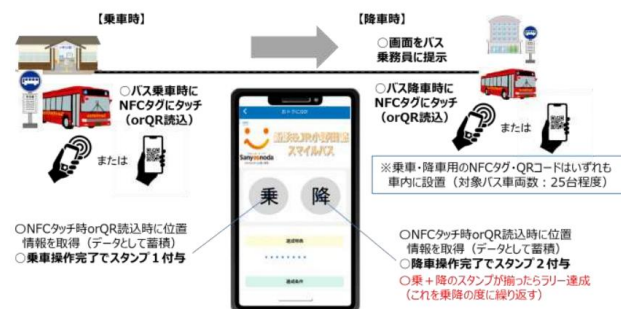 【乗車時】
【降車時】
○画面をバス
乗務員に提示
○バス乗車時に
NFCタグにタッチ
(orQR読込)
または
○バス降車時に
NFCタグにタッチ
(orQR読込)
または
※乗車・降車用のNFCタグ・QRコードはいずれも
車内に設置(対象バス車両数:25台程度)
スマイルバス
乗
降
達成条件
○NFCタッチ時orQR読込時に位置
情報を取得(データとして蓄積)
○乗車操作完了でスタンプ1付与
○NFCタッチ時orQR読込時に位置
情報を取得(データとして蓄積)
○降車操作完了でスタンプ2付与
○乗+降のスタンプが揃ったらラリー達成
(これを乗降の度に繰り返す)